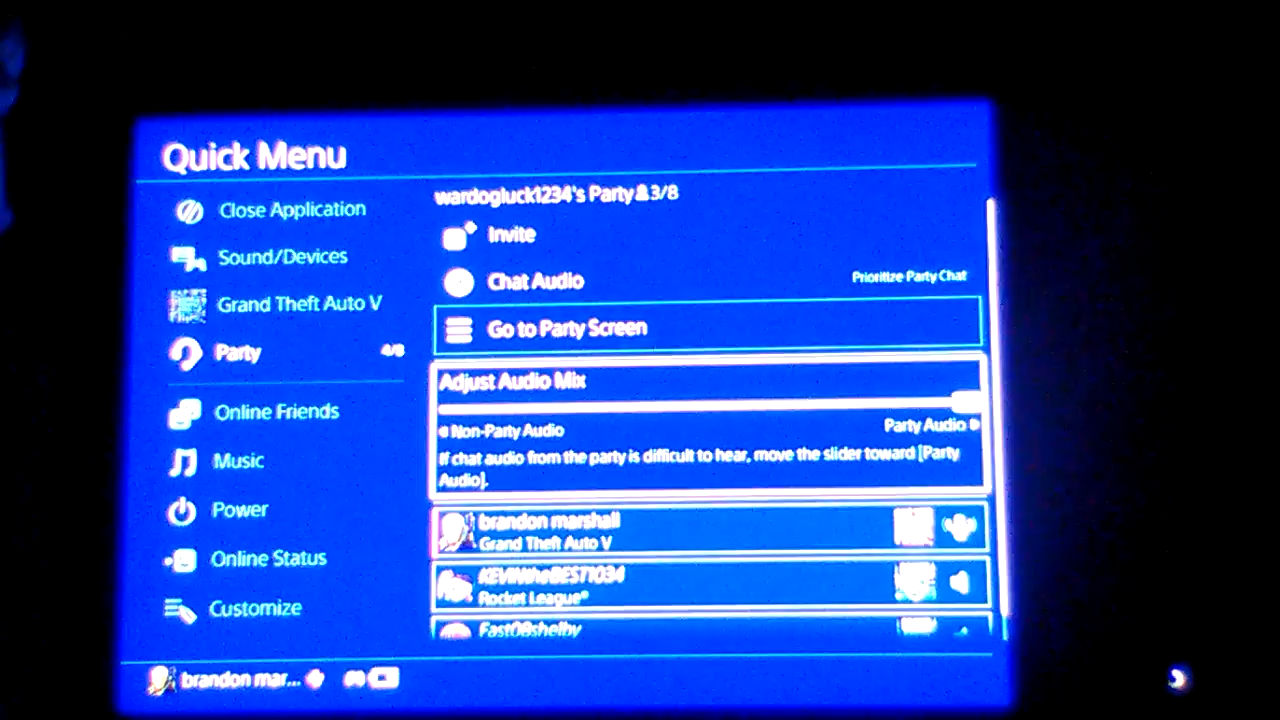 Quick Menu
Close Application
Sound/Devices
Grand Theft Auto V
Party 4/8
Online Friends
Music
Power
Online Status
Customize
wardogluck1234's Party 3/8
Invite
Chat Audio Prioritize Party Chat
Go to Party Screen
Adjust Audio Mix
Non-Party Audio Party Audio
If chat audio from the party is difficult to hear, move the slider toward [Party
Audio].
brandon marshall
Grand Theft Auto V
KEVINtheBEST1034
Rocket League®
FastOBshelby
brandon mar...